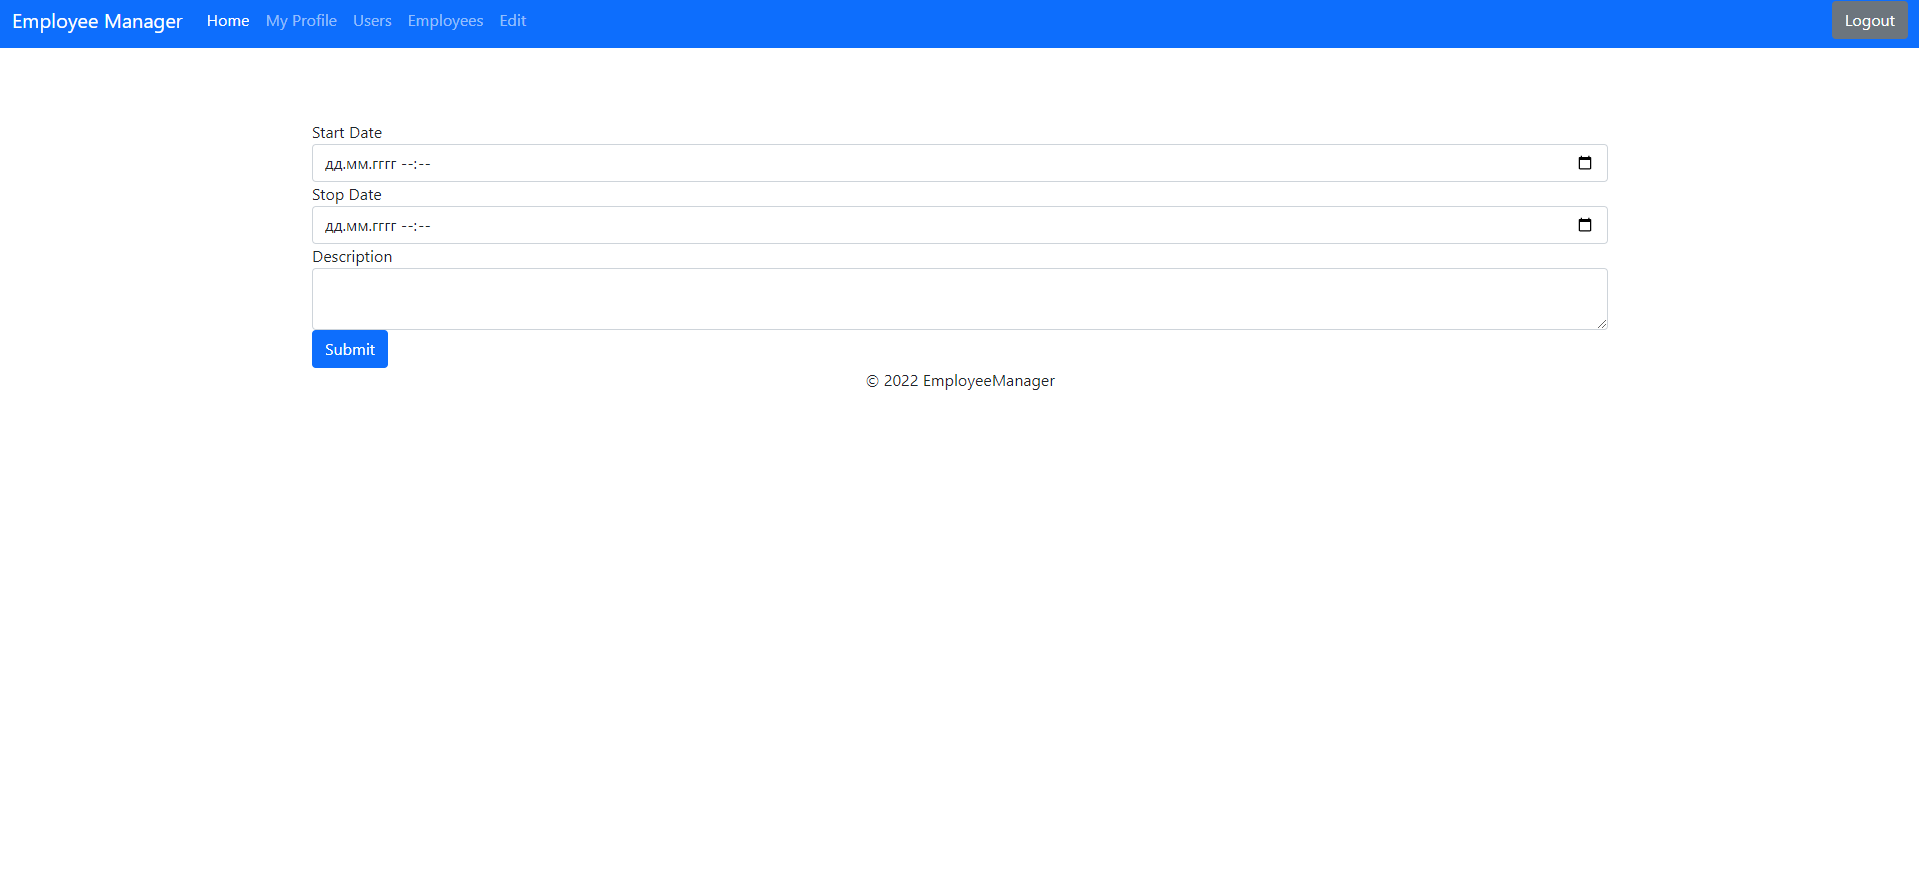 Employee Manager Home My Profile Users Employees Edit Logout
Start Date
дд.мм.гггг --:--
Stop Date
дд.мм.гггг --:--
Description
Submit
© 2022 EmployeeManager